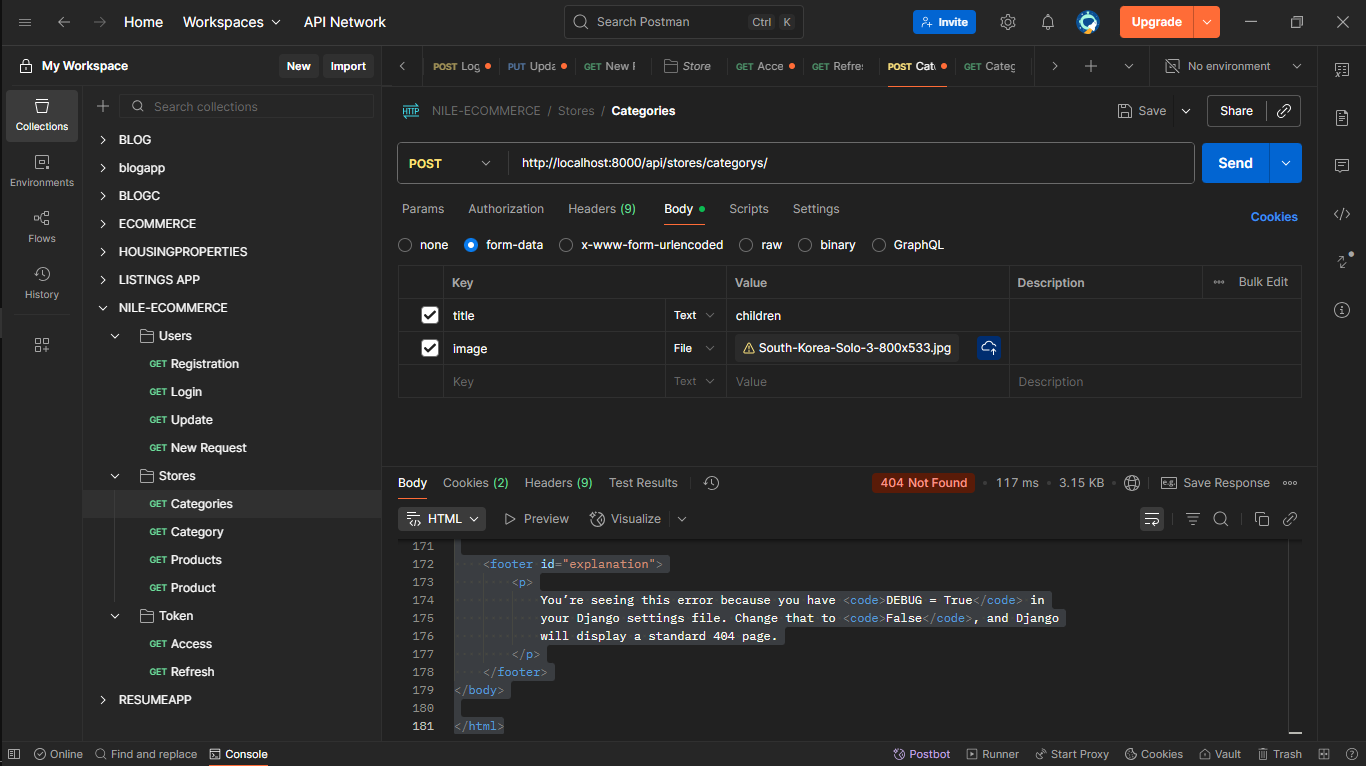 Home Workspaces API Network Search Postman Ctrl K Invite Upgrade
My Workspace New Import POST Log PUT Upda GET New R Store GET Acce GET Refre POST Cat GET Categ No environment
Collections Search collections NILE-ECOMMERCE / Stores / Categories Save Share
Environments
Flows
History
BLOG
blogapp
BLOGC
ECOMMERCE
HOUSINGPROPERTIES
LISTINGS APP
NILE-ECOMMERCE
Users
GET Registration
GET Login
GET Update
GET New Request
Stores
GET Categories
GET Category
GET Products
GET Product
Token
GET Access
GET Refresh
RESUMEAPP
POST http://localhost:8000/api/stores/categorys/ Send
Params Authorization Headers (9) Body Scripts Settings Cookies
none form-data x-www-form-urlencoded raw binary GraphQL
Key Value Description Bulk Edit
title Text children
image File South-Korea-Solo-3-800x533.jpg
Key Text Value Description
Body Cookies (2) Headers (9) Test Results 404 Not Found 117 ms 3.15 KB e.g. Save Response
HTML Preview Visualize
171
172 <footer id="explanation">
173 <p>
174 You’re seeing this error because you have <code>DEBUG = True</code> in
175 your Django settings file. Change that to <code>False</code>, and Django
176 will display a standard 404 page.
177 </p>
178 </footer>
179 </body>
180
181 </html>
Online Find and replace Console Postbot Runner Start Proxy Cookies Vault Trash